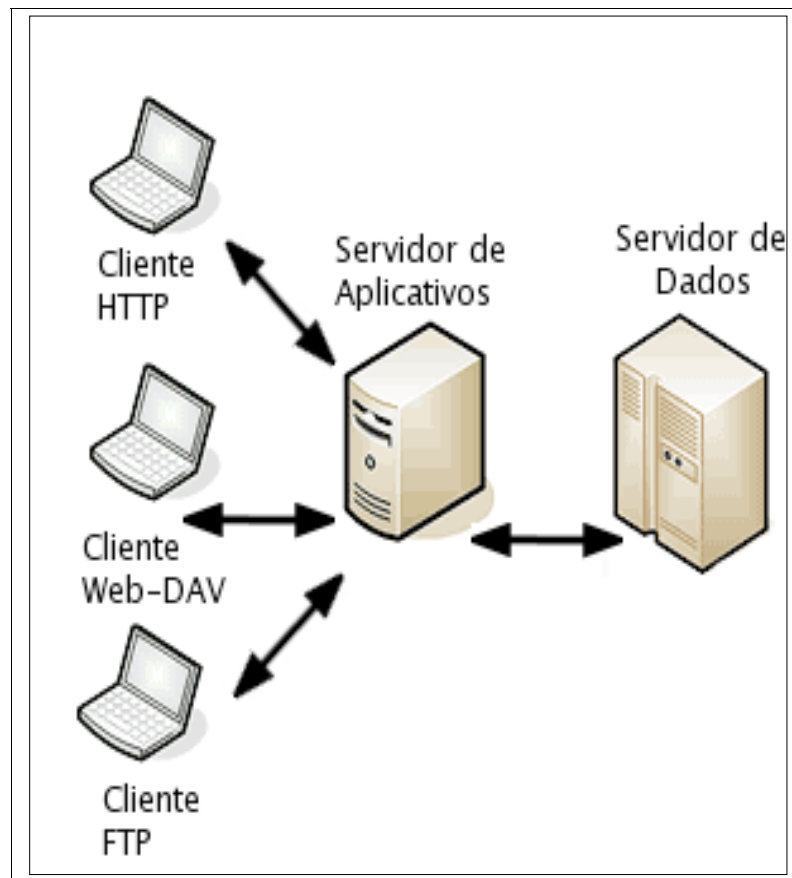 Cliente
HTTP
Servidor de
Aplicativos
Servidor de
Dados
Cliente
Web-DAV
Cliente
FTP